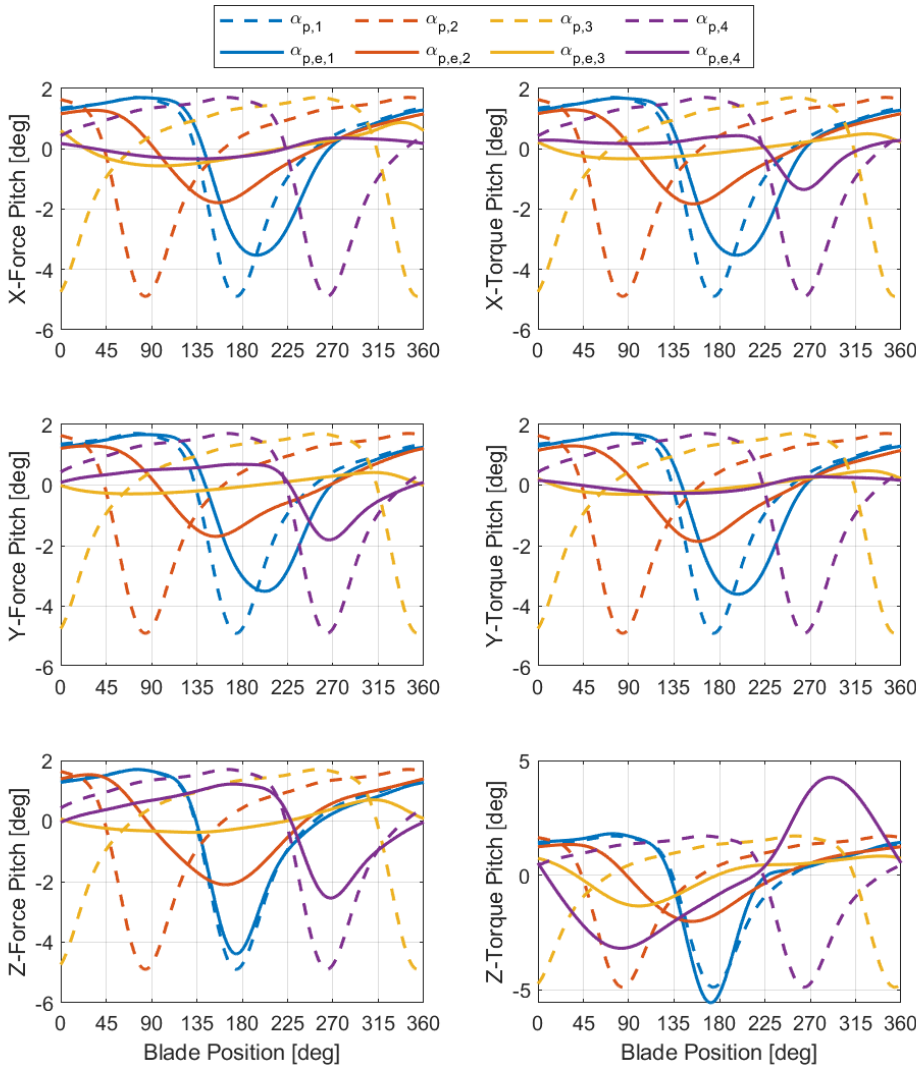 α_p,1 α_p,2 α_p,3 α_p,4
α_p,e,1 α_p,e,2 α_p,e,3 α_p,e,4
X-Force Pitch [deg]
2
0
-2
-4
-6
0 45 90 135 180 225 270 315 360
X-Torque Pitch [deg]
2
0
-2
-4
-6
0 45 90 135 180 225 270 315 360
Y-Force Pitch [deg]
2
0
-2
-4
-6
0 45 90 135 180 225 270 315 360
Y-Torque Pitch [deg]
2
0
-2
-4
-6
0 45 90 135 180 225 270 315 360
Z-Force Pitch [deg]
2
0
-2
-4
-6
0 45 90 135 180 225 270 315 360
Blade Position [deg]
Z-Torque Pitch [deg]
5
0
-5
0 45 90 135 180 225 270 315 360
Blade Position [deg]